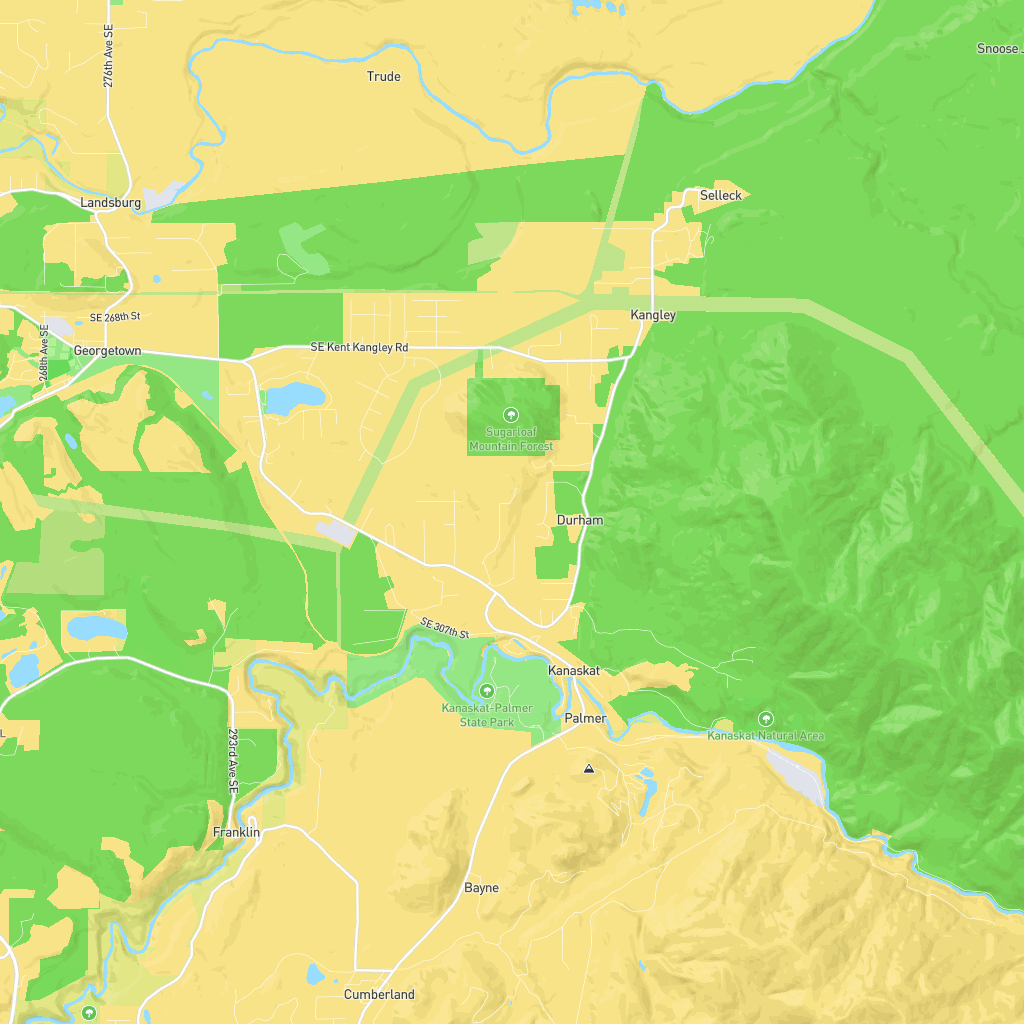 276th Ave SE
Trude
Snoose
Landsburg
Selleck
SE 268th St
Kangley
268th Ave SE
Georgetown
SE Kent Kangley Rd
Sugarloaf
Mountain Forest
Durham
SE 307th St
Kanaskat
Kanaskat-Palmer
State Park
Palmer
Kanaskat Natural Area
293rd Ave SE
Franklin
Bayne
Cumberland